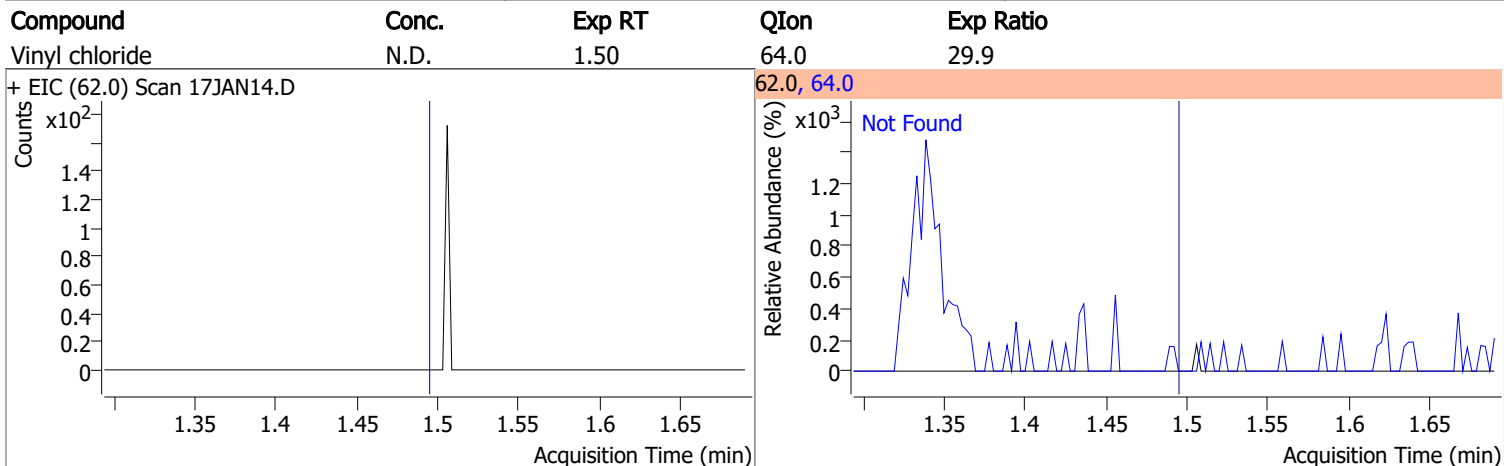 Compound Conc. Exp RT QIon Exp Ratio
Vinyl chloride N.D. 1.50 64.0 29.9
+ EIC (62.0) Scan 17JAN14.D
Counts
x10²
1.4
1.2
1
0.8
0.6
0.4
0.2
0
1.35 1.4 1.45 1.5 1.55 1.6 1.65
Acquisition Time (min)
62.0, 64.0
Relative Abundance (%)
x10³
Not Found
1.2
1
0.8
0.6
0.4
0.2
0
1.35 1.4 1.45 1.5 1.55 1.6 1.65
Acquisition Time (min)